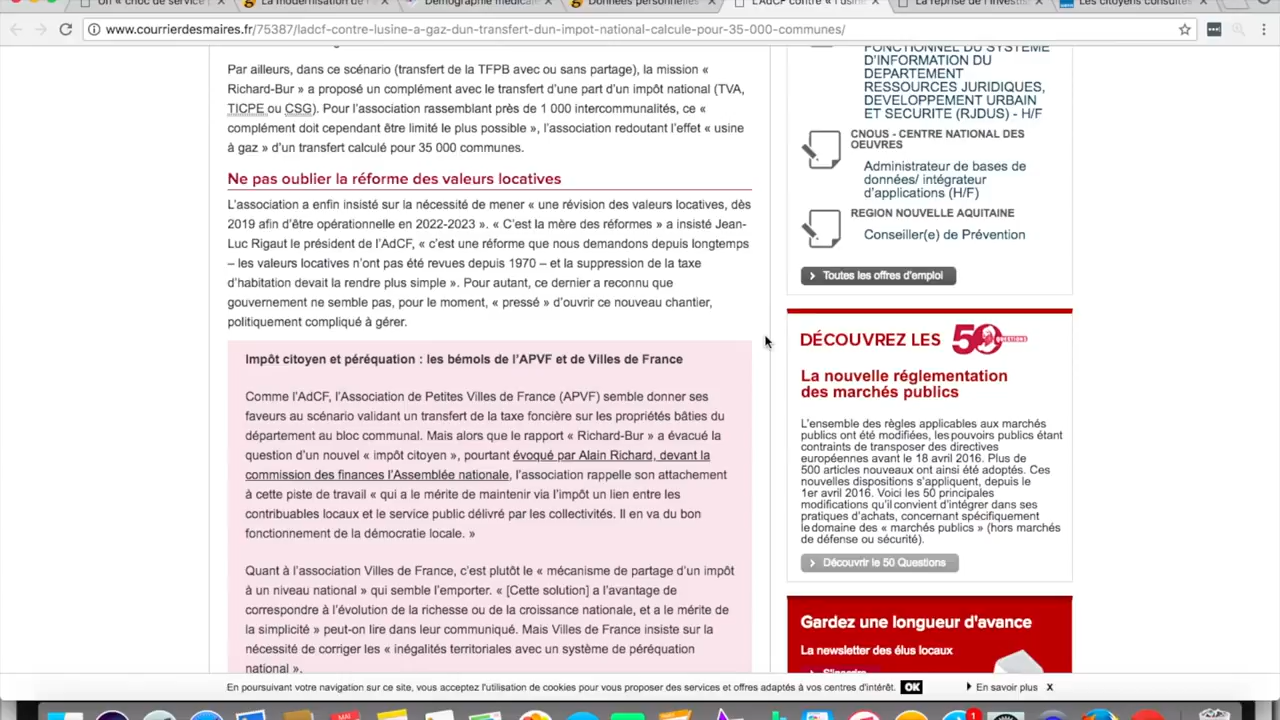 Un « choc de service
La modernisation de l
Démographie médicale
Données personnelles
L'AdCF contre « l'usine
La reprise de l'investis
Les citoyens consultés
www.courrierdesmaires.fr/75387/ladcf-contre-lusine-a-gaz-dun-transfert-dun-impot-national-calcule-pour-35-000-communes/
Par ailleurs, dans ce scénario (transfert de la TFPB avec ou sans partage), la mission «
Richard-Bur » a proposé un complément avec le transfert d'une part d'un impôt national (TVA,
TICPE ou CSG). Pour l'association rassemblant près de 1 000 intercommunalités, ce «
complément doit cependant être limité le plus possible », l'association redoutant l'effet « usine
à gaz » d'un transfert calculé pour 35 000 communes.
Ne pas oublier la réforme des valeurs locatives
L'association a enfin insisté sur la nécessité de mener « une révision des valeurs locatives, dès
2019 afin d'être opérationnelle en 2022-2023 ». « C'est la mère des réformes » a insisté Jean-
Luc Rigaut le président de l'AdCF, « c'est une réforme que nous demandons depuis longtemps
– les valeurs locatives n'ont pas été revues depuis 1970 – et la suppression de la taxe
d'habitation devait la rendre plus simple ». Pour autant, ce dernier a reconnu que
gouvernement ne semble pas, pour le moment, « pressé » d'ouvrir ce nouveau chantier,
politiquement compliqué à gérer.
Impôt citoyen et péréquation : les bémols de l'APVF et de Villes de France
Comme l'AdCF, l'Association de Petites Villes de France (APVF) semble donner ses
faveurs au scénario validant un transfert de la taxe foncière sur les propriétés bâties du
département au bloc communal. Mais alors que le rapport « Richard-Bur » a évacué la
question d'un nouvel « impôt citoyen », pourtant évoqué par Alain Richard, devant la
commission des finances l'Assemblée nationale, l'association rappelle son attachement
à cette piste de travail « qui a le mérite de maintenir via l'impôt un lien entre les
contribuables locaux et le service public délivré par les collectivités. Il en va du bon
fonctionnement de la démocratie locale. »
Quant à l'association Villes de France, c'est plutôt le « mécanisme de partage d'un impôt
à un niveau national » qui semble l'emporter. « [Cette solution] a l'avantage de
correspondre à l'évolution de la richesse ou de la croissance nationale, et a le mérite de
la simplicité » peut-on lire dans leur communiqué. Mais Villes de France insiste sur la
nécessité de corriger les « inégalités territoriales avec un système de péréquation
national ».
FONCTIONNEL DU SYSTÈME
D'INFORMATION DU
DEPARTEMENT
RESSOURCES JURIDIQUES,
DEVELOPPEMENT URBAIN
ET SECURITE (RJDUS) - H/F
CNOUS - CENTRE NATIONAL DES
OEUVRES
Administrateur de bases de
données/ intégrateur
d'applications (H/F)
REGION NOUVELLE AQUITAINE
Conseiller(e) de Prévention
Toutes les offres d'emploi
DÉCOUVREZ LES 50 QUESTIONS
La nouvelle réglementation
des marchés publics
L'ensemble des règles applicables aux marchés
publics ont été modifiées, les pouvoirs publics étant
contraints de transposer des directives
européennes avant le 18 avril 2016. Plus de
500 articles nouveaux ont ainsi été adoptés. Ces
nouvelles dispositions s'appliquent, depuis le
1er avril 2016. Voici les 50 principales
modifications qu'il convient d'intégrer dans ses
pratiques d'achats, concernant spécifiquement
le domaine des « marchés publics » (hors marchés
de défense ou sécurité).
Découvrir le 50 Questions
Gardez une longueur d'avance
La newsletter des élus locaux
S'inscrire
En poursuivant votre navigation sur ce site, vous acceptez l'utilisation de cookies pour vous proposer des services et offres adaptés à vos centres d'intérêt. OK
En savoir plus X
MAI
1